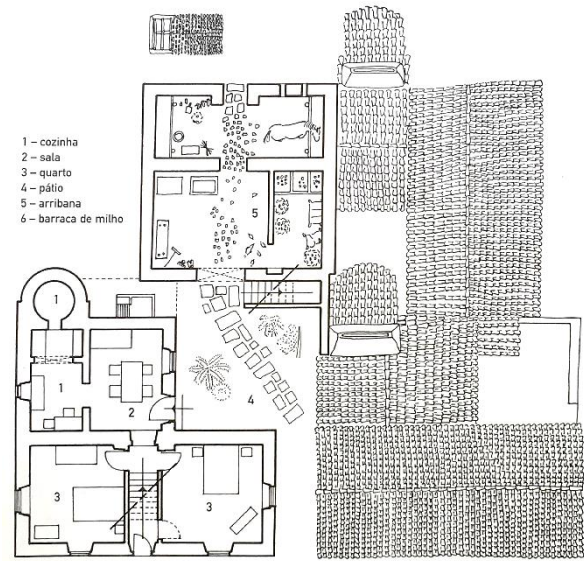 1 – cozinha
2 – sala
3 – quarto
4 – pátio
5 – arribana
6 – barraca de milho
5
1
1
2
4
3
3